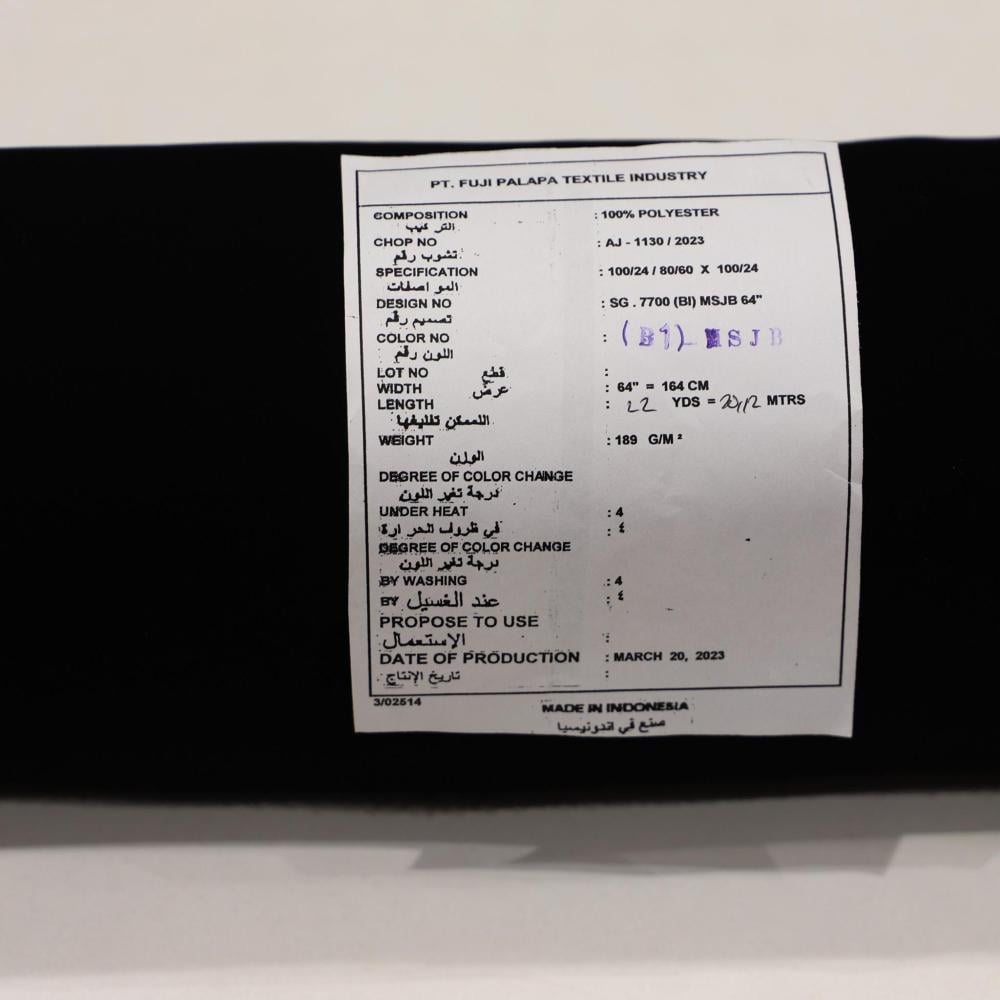 PT. FUJI PALAPA TEXTILE INDUSTRY
COMPOSITION : 100% POLYESTER
التركيب
CHOP NO : AJ - 1130 / 2023
تشوب رقم
SPECIFICATION : 100/24 / 80/60 X 100/24
المواصفات
DESIGN NO : SG . 7700 (BI) MSJB 64"
تصميم رقم
COLOR NO : (B1) MSJB
اللون رقم
LOT NO قطع :
WIDTH عرض : 64" = 164 CM
LENGTH : 22 YDS = 20,12 MTRS
الممكن تغليفها
WEIGHT : 189 G/M ²
الوزن
DEGREE OF COLOR CHANGE
درجة تغير اللون
UNDER HEAT : 4
في ظروف الحرارة : ٤
DEGREE OF COLOR CHANGE
درجة تغير اللون
BY WASHING : 4
BY عند الغسيل : ٤
PROPOSE TO USE
الإستعمال :
DATE OF PRODUCTION : MARCH 20, 2023
تاريخ الإنتاج :
3/02514
MADE IN INDONESIA
صنع في اندونيسيا